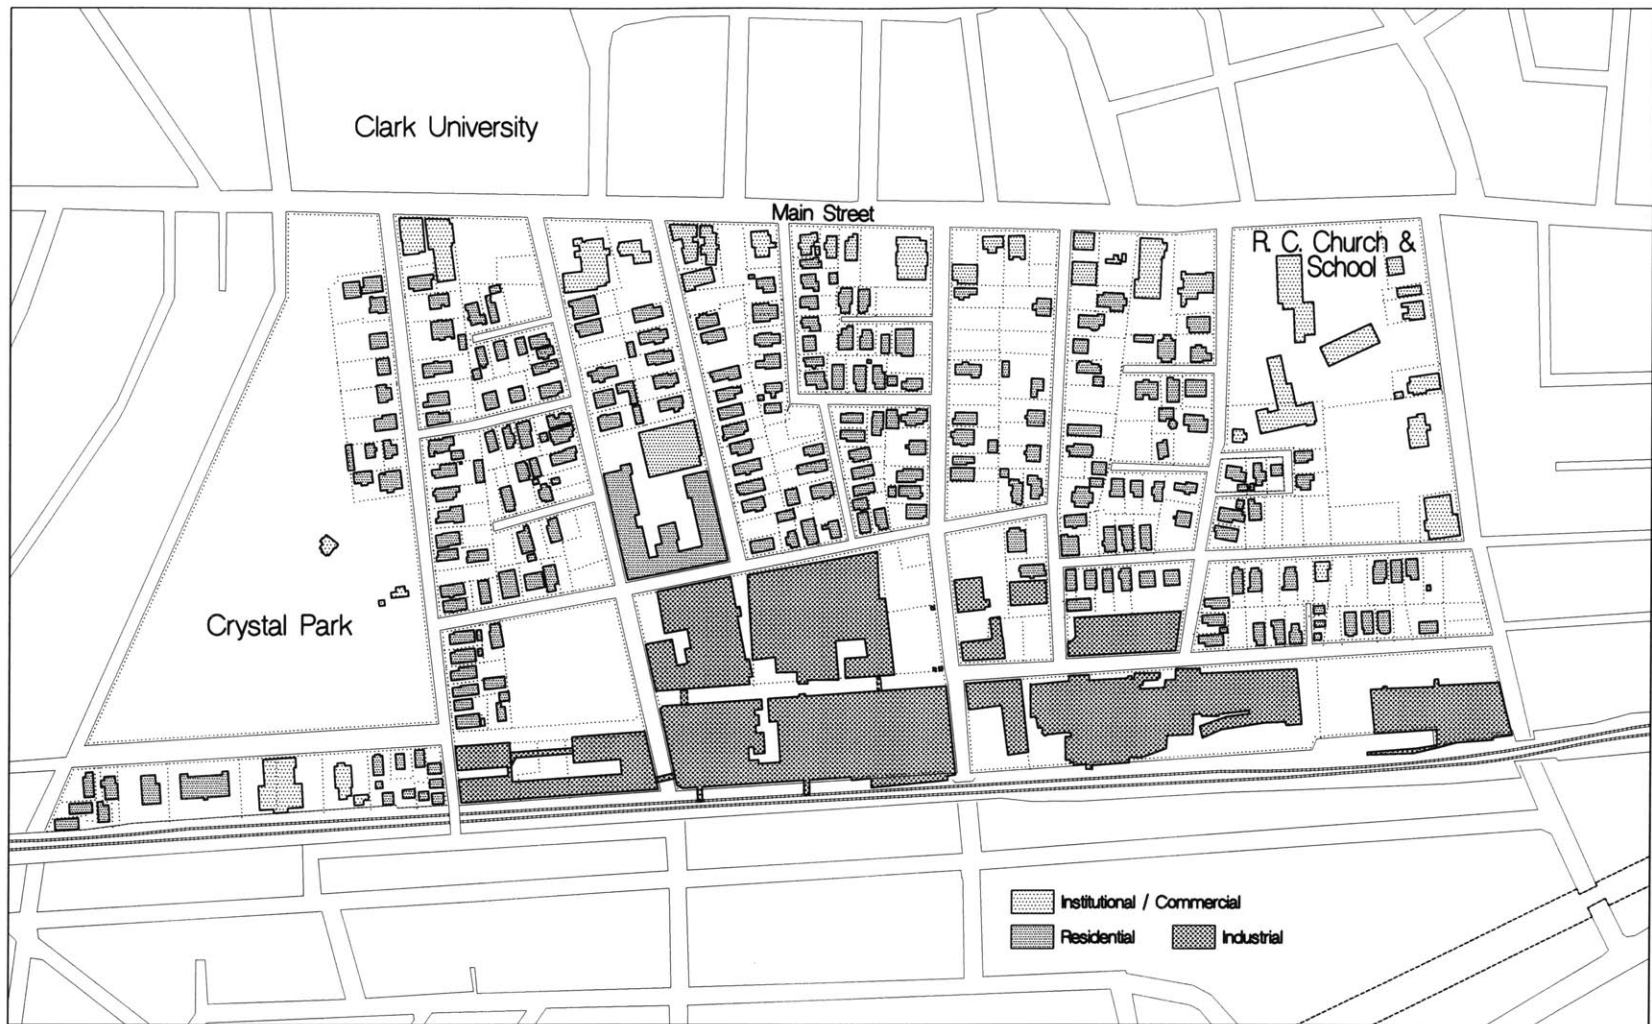 Clark University
Main Street
R. C. Church &
School
Crystal Park
Institutional / Commercial
Residential
Industrial